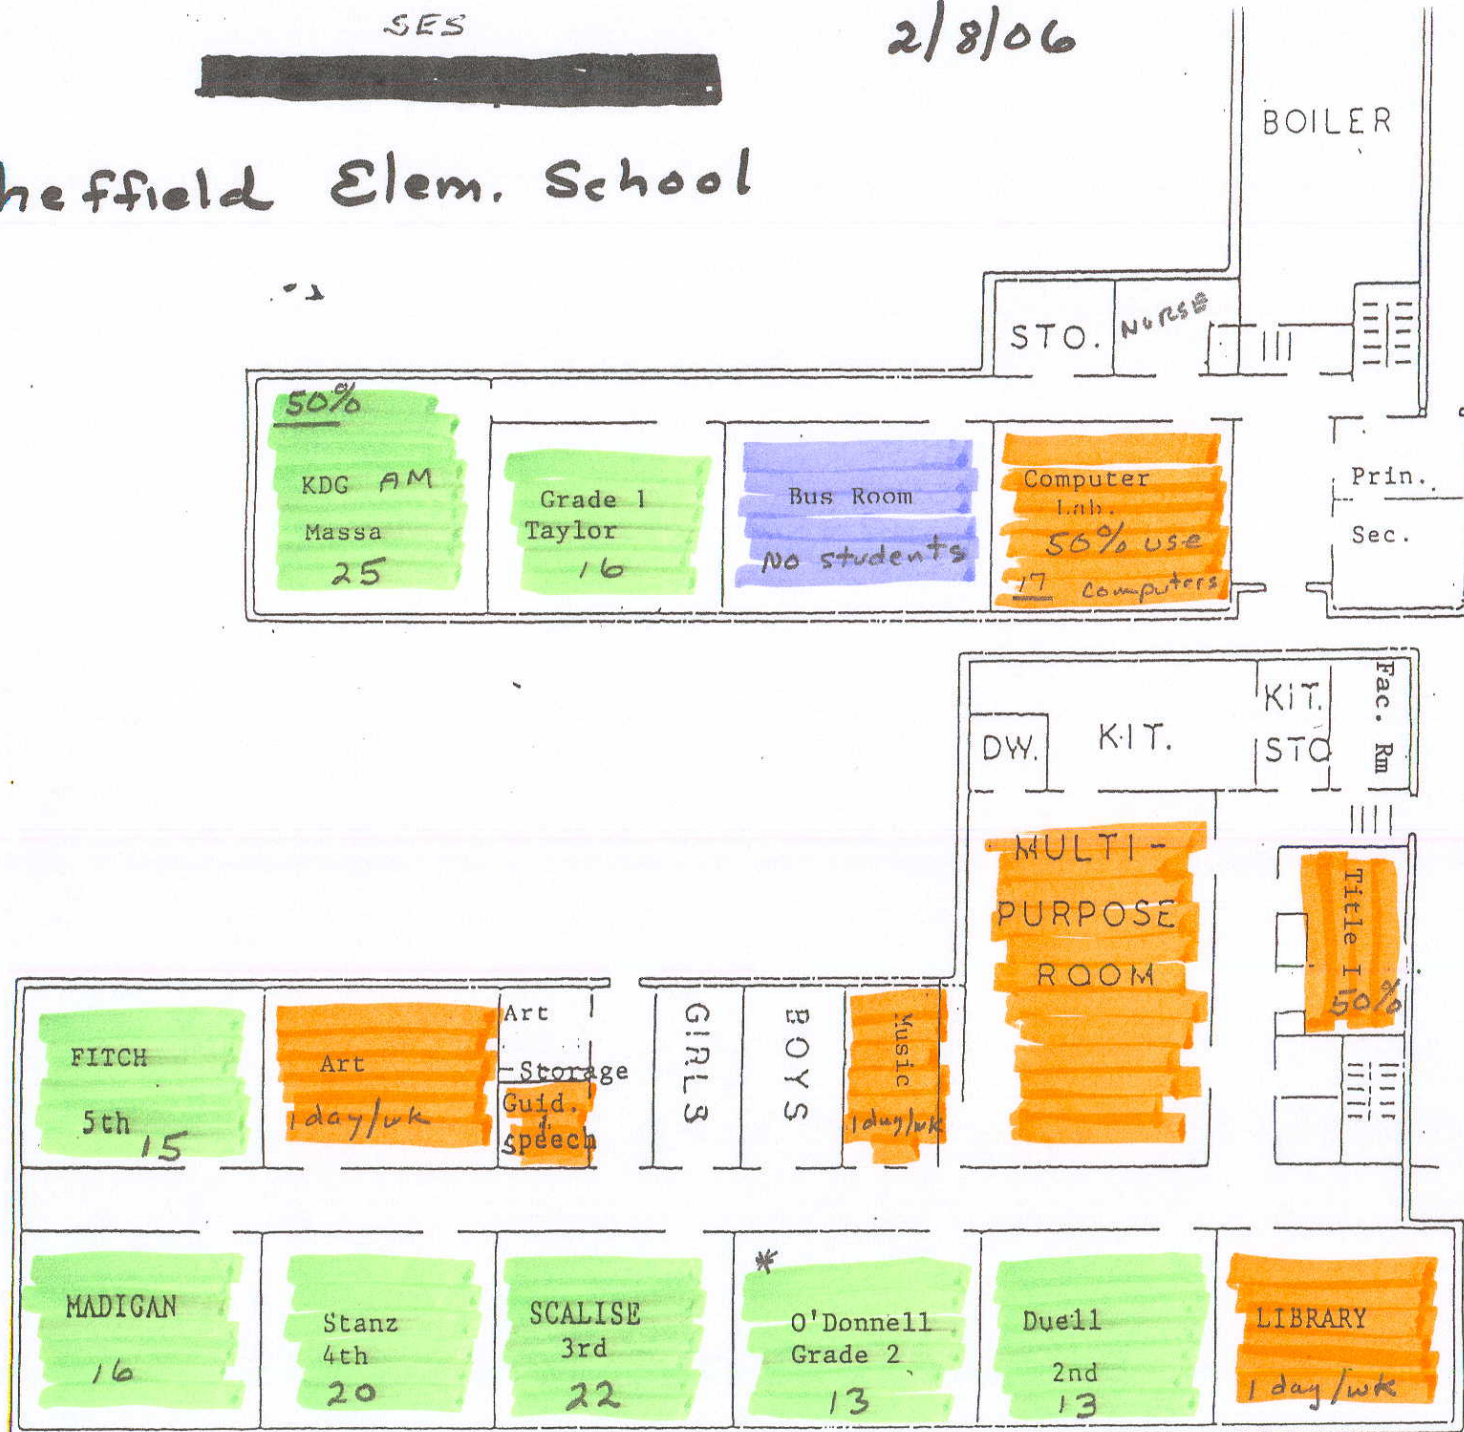 SES
2/8/06
heffield Elem. School
BOILER
STO.
NURSE
50%
KDG AM
Massa
25
Grade 1
Taylor
16
Bus Room
No students
Computer
Lab.
50% use
17 computers
Prin.
Sec.
DW.
KIT.
KIT.
STO
Fac. Rm
MULTI-
PURPOSE
ROOM
Title I
50%
FITCH
5th
15
Art
1 day/wk
Art
Storage
Guid.
Speech
GIRLS
BOYS
Music
1 day/wk
MADIGAN
16
Stanz
4th
20
SCALISE
3rd
22
*
O'Donnell
Grade 2
13
Duell
2nd
13
LIBRARY
1 day/wk